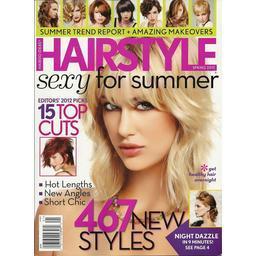 SUMMER TREND REPORT + AMAZING MAKEOVERS
HAIRSTYLE
SPRING 2012
sexy for summer
EDITORS' 2012 PICKS
15 TOP
CUTS
• Hot Lengths
• New Angles
• Short Chic
* get
healthy hair
overnight
467 NEW
STYLES
NIGHT DAZZLE
IN 9 MINUTES!
SEE PAGE 4